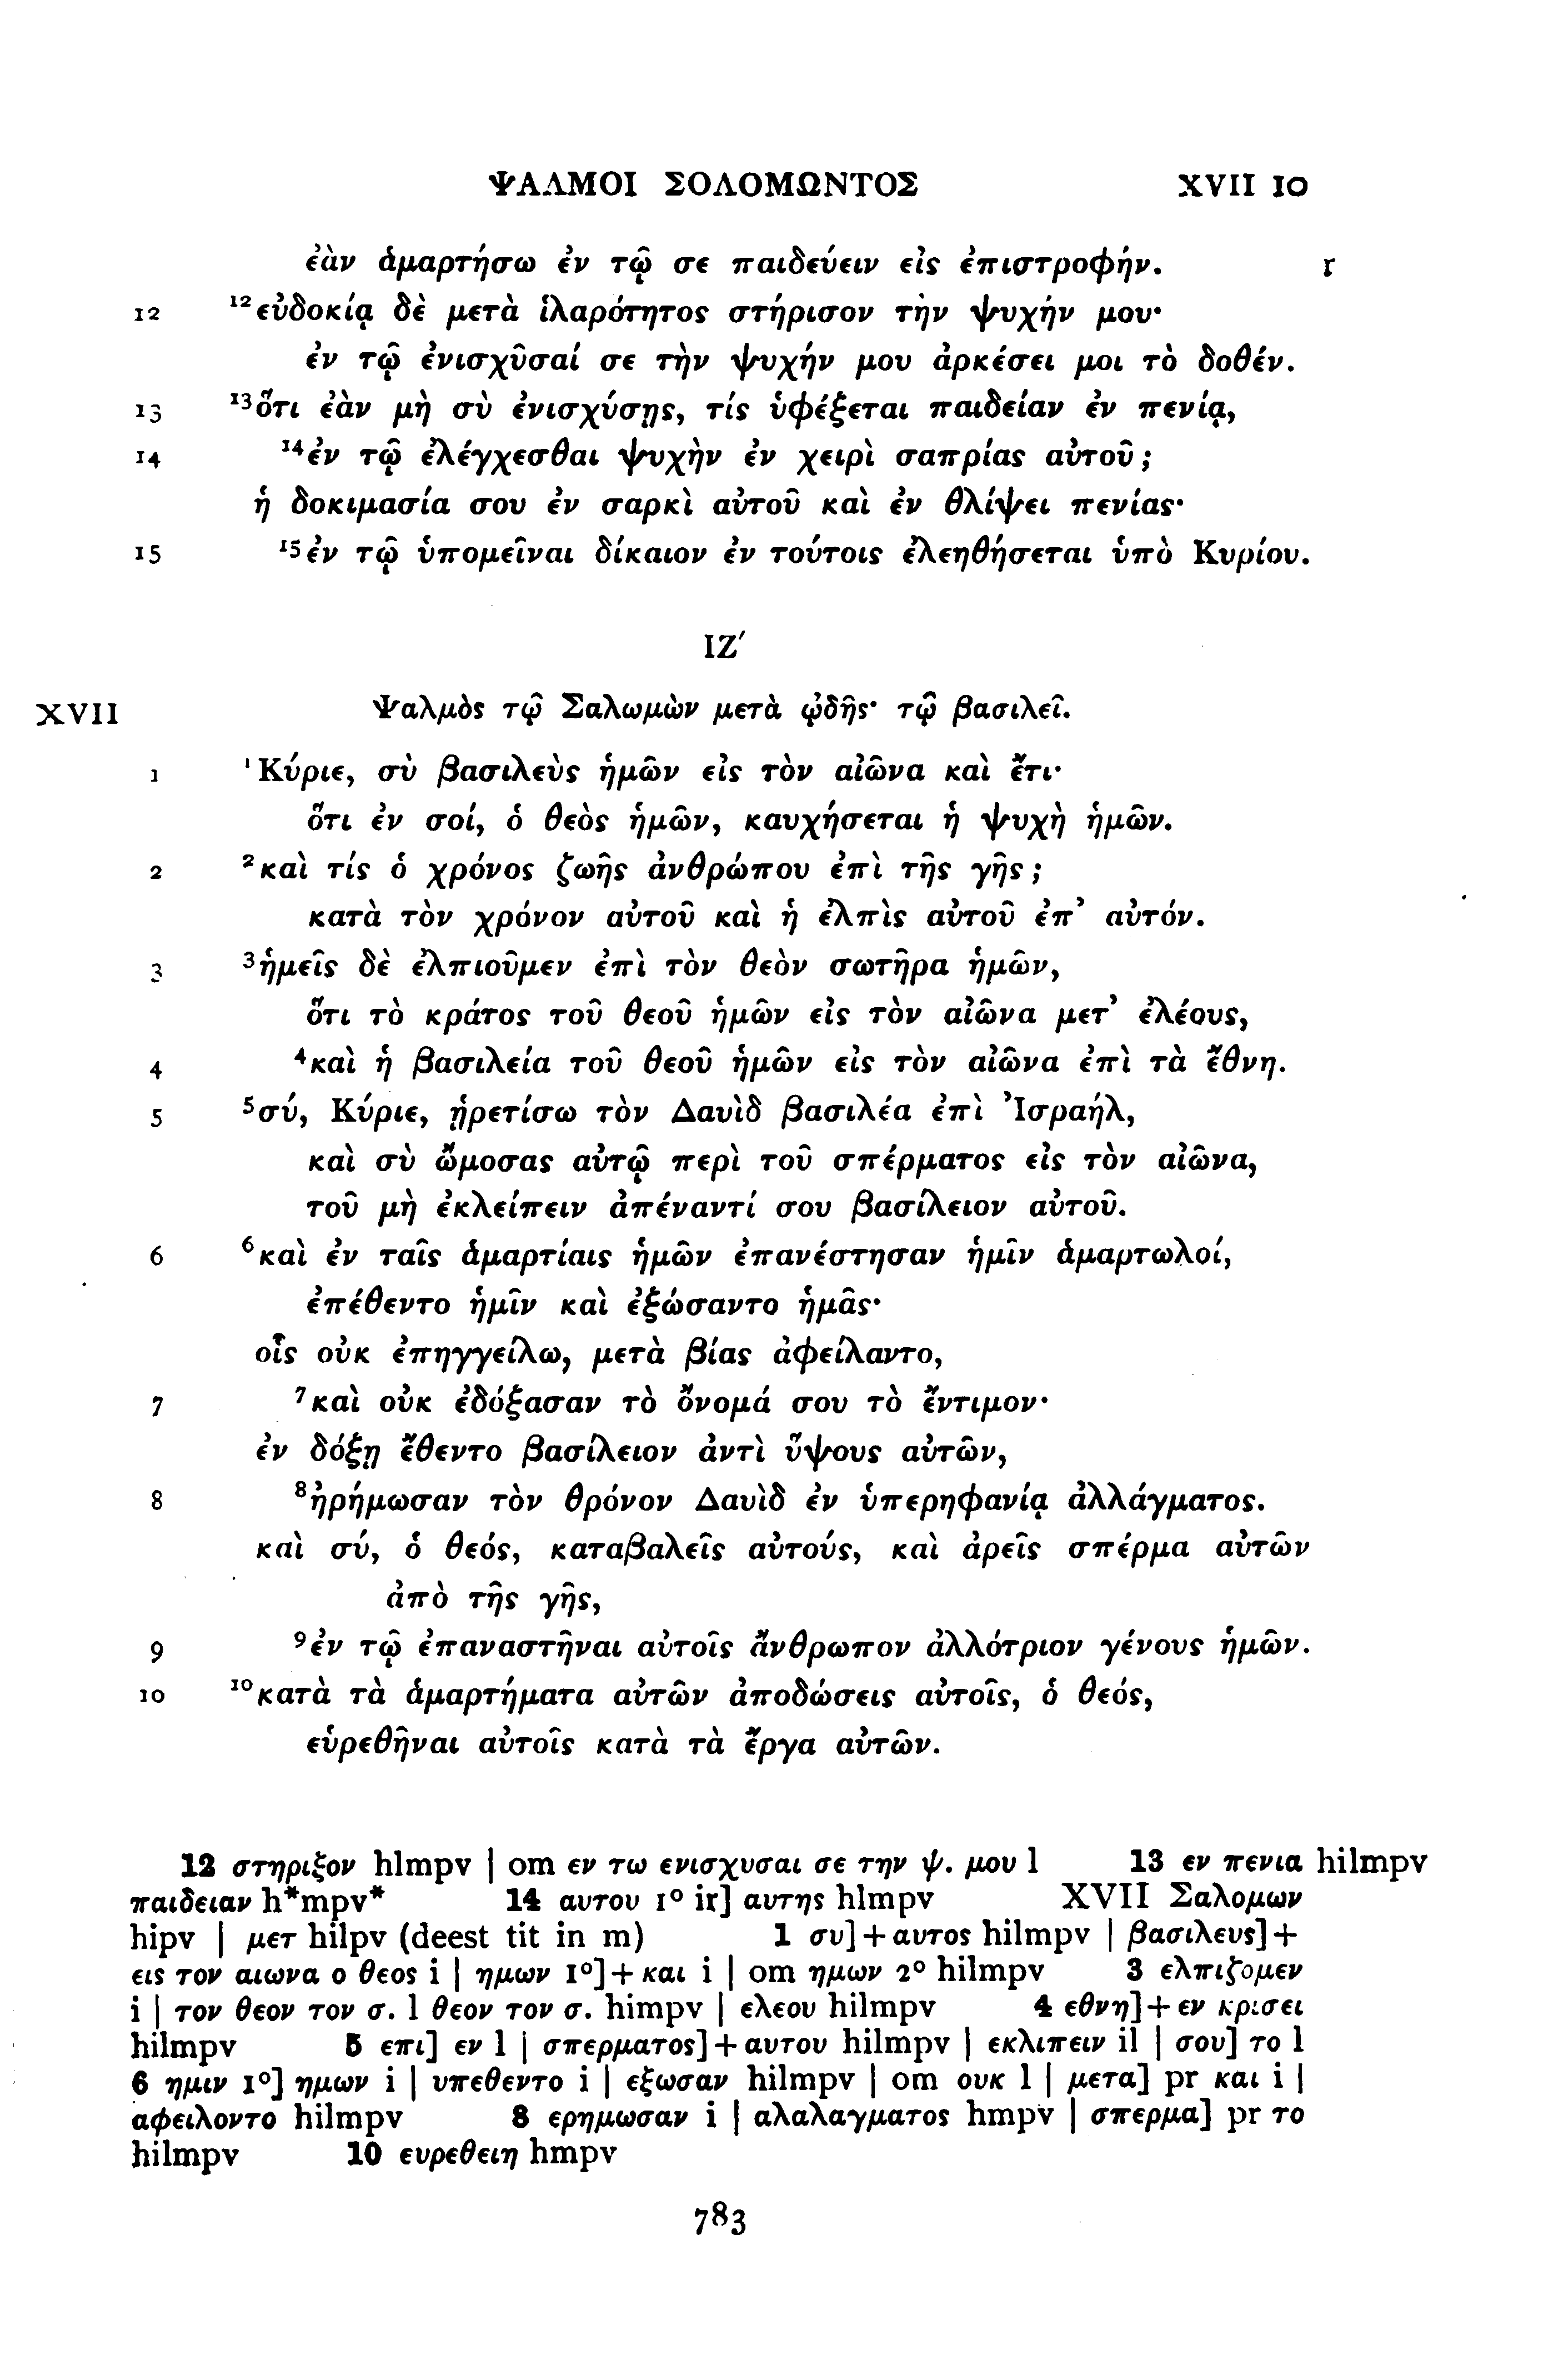 ΨΑΛΜΟΙ ΣΟΛΟΜΩΝΤΟΣ XVII 10
ἐὰν ἁμαρτήσω ἐν τῷ σε παιδεύειν εἰς ἐπιστροφήν. r
12 ¹²εὐδοκίᾳ δὲ μετὰ ἱλαρότητος στήρισον τὴν ψυχήν μου·
ἐν τῷ ἐνισχῦσαί σε τὴν ψυχήν μου ἀρκέσει μοι τὸ δοθέν.
13 ¹³ὅτι ἐὰν μὴ σὺ ἐνισχύσῃς, τίς ὑφέξεται παιδείαν ἐν πενίᾳ,
14 ¹⁴ἐν τῷ ἐλέγχεσθαι ψυχὴν ἐν χειρὶ σαπρίας αὐτοῦ;
ἡ δοκιμασία σου ἐν σαρκὶ αὐτοῦ καὶ ἐν θλίψει πενίας·
15 ¹⁵ἐν τῷ ὑπομεῖναι δίκαιον ἐν τούτοις ἐλεηθήσεται ὑπὸ Κυρίου.
ΙΖ′
XVII Ψαλμὸς τῷ Σαλωμὼν μετὰ ᾠδῆς· τῷ βασιλεῖ.
1 ¹Κύριε, σὺ βασιλεὺς ἡμῶν εἰς τὸν αἰῶνα καὶ ἔτι·
ὅτι ἐν σοί, ὁ θεὸς ἡμῶν, καυχήσεται ἡ ψυχὴ ἡμῶν.
2 ²καὶ τίς ὁ χρόνος ζωῆς ἀνθρώπου ἐπὶ τῆς γῆς;
κατὰ τὸν χρόνον αὐτοῦ καὶ ἡ ἐλπὶς αὐτοῦ ἐπ’ αὐτόν.
3 ³ἡμεῖς δὲ ἐλπιοῦμεν ἐπὶ τὸν θεὸν σωτῆρα ἡμῶν,
ὅτι τὸ κράτος τοῦ θεοῦ ἡμῶν εἰς τὸν αἰῶνα μετ’ ἐλέους,
4 ⁴καὶ ἡ βασιλεία τοῦ θεοῦ ἡμῶν εἰς τὸν αἰῶνα ἐπὶ τὰ ἔθνη.
5 ⁵σύ, Κύριε, ᾑρετίσω τὸν Δαυὶδ βασιλέα ἐπὶ Ἰσραήλ,
καὶ σὺ ὤμοσας αὐτῷ περὶ τοῦ σπέρματος εἰς τὸν αἰῶνα,
τοῦ μὴ ἐκλείπειν ἀπέναντί σου βασίλειον αὐτοῦ.
6 ⁶καὶ ἐν ταῖς ἁμαρτίαις ἡμῶν ἐπανέστησαν ἡμῖν ἁμαρτωλοί,
ἐπέθεντο ἡμῖν καὶ ἐξώσαντο ἡμᾶς·
οἷς οὐκ ἐπηγγείλω, μετὰ βίας ἀφείλαντο,
7 ⁷καὶ οὐκ ἐδόξασαν τὸ ὄνομά σου τὸ ἔντιμον·
ἐν δόξῃ ἔθεντο βασίλειον ἀντὶ ὕψους αὐτῶν,
8 ⁸ἠρήμωσαν τὸν θρόνον Δαυὶδ ἐν ὑπερηφανίᾳ ἀλλάγματος.
καὶ σύ, ὁ θεός, καταβαλεῖς αὐτούς, καὶ ἀρεῖς σπέρμα αὐτῶν
ἀπὸ τῆς γῆς,
9 ⁹ἐν τῷ ἐπαναστῆναι αὐτοῖς ἄνθρωπον ἀλλότριον γένους ἡμῶν.
10 ¹⁰κατὰ τὰ ἁμαρτήματα αὐτῶν ἀποδώσεις αὐτοῖς, ὁ θεός,
εὑρεθῆναι αὐτοῖς κατὰ τὰ ἔργα αὐτῶν.
12 στηριξον hlmpv | om εν τω ενισχυσαι σε την ψ. μου l 13 εν πενια hilmpv
παιδειαν h*mpv* 14 αυτου 1° ir] αυτης hlmpv XVII Σαλομων
hipv | μετ hilpv (deest tit in m) 1 συ]+αυτος hilmpv | βασιλευς]+
εις τον αιωνα ο θεος i | ημων 1°]+και i | om ημων 2° hilmpv 3 ελπιζομεν
i | τον θεον τον σ. l θεον τον σ. himpv | ελεου hilmpv 4 εθνη]+εν κρισει
hilmpv 5 επι] εν l | σπερματος]+αυτου hilmpv | εκλιπειν il | σου] το l
6 ημιν 1°] ημων i | υπεθεντο i | εξωσαν hilmpv | om ουκ l | μετα] pr και i |
αφειλοντο hilmpv 8 ερημωσαν i | αλαλαγματος hmpv | σπερμα] pr το
hilmpv 10 ευρεθειη hmpv
783